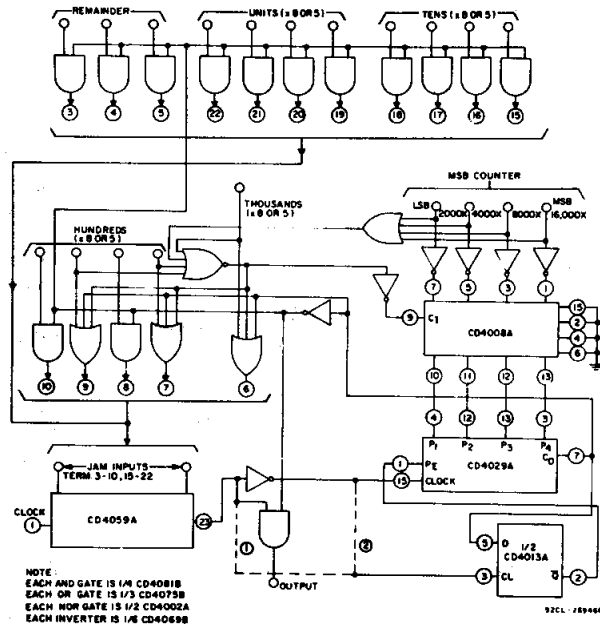 REMAINDER
UNITS (x 8 OR 5)
TENS (x 8 OR 5)
3
4
5
22
21
20
19
18
17
16
15
MSB COUNTER
THOUSANDS
(x 8 OR 5)
LSB
2000X
4000X
8000X
MSB
16,000X
HUNDREDS
(x 8 OR 5)
7
5
3
1
9
C1
CD4008A
15
2
4
6
10
9
8
7
6
10
11
12
13
4
12
13
3
P1
P2
P3
P4
CO
7
1
PE
CD4029A
15
CLOCK
JAM INPUTS
TERM. 3-10, 15-22
CLOCK
1
CD4059A
23
1
2
OUTPUT
5
D
1/2
CD4013A
3
CL
Q
2
NOTE:
EACH AND GATE IS 1/4 CD4081B
EACH OR GATE IS 1/3 CD4075B
EACH NOR GATE IS 1/2 CD4002A
EACH INVERTER IS 1/6 CD4069B